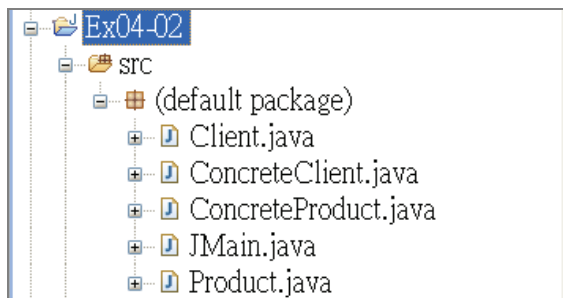 Ex04-02
src
(default package)
Client.java
ConcreteClient.java
ConcreteProduct.java
JMain.java
Product.java